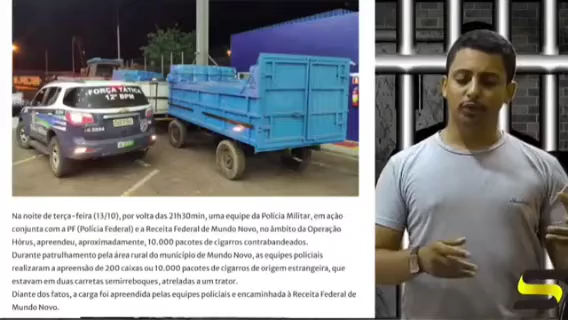 FORÇA TÁTICA
12º BPM
Na noite de terça-feira (13/10), por volta das 21h30min, uma equipe da Polícia Militar, em ação
conjunta com a PF (Polícia Federal) e a Receita Federal de Mundo Novo, no âmbito da Operação
Hórus, apreendeu, aproximadamente, 10.000 pacotes de cigarros contrabandeados.
Durante patrulhamento pela área rural do município de Mundo Novo, as equipes policiais
realizaram a apreensão de 200 caixas ou 10.000 pacotes de cigarros de origem estrangeira, que
estavam em duas carretas semirreboques, atreladas a um trator.
Diante dos fatos, a carga foi apreendida pelas equipes policiais e encaminhada à Receita Federal de
Mundo Novo.